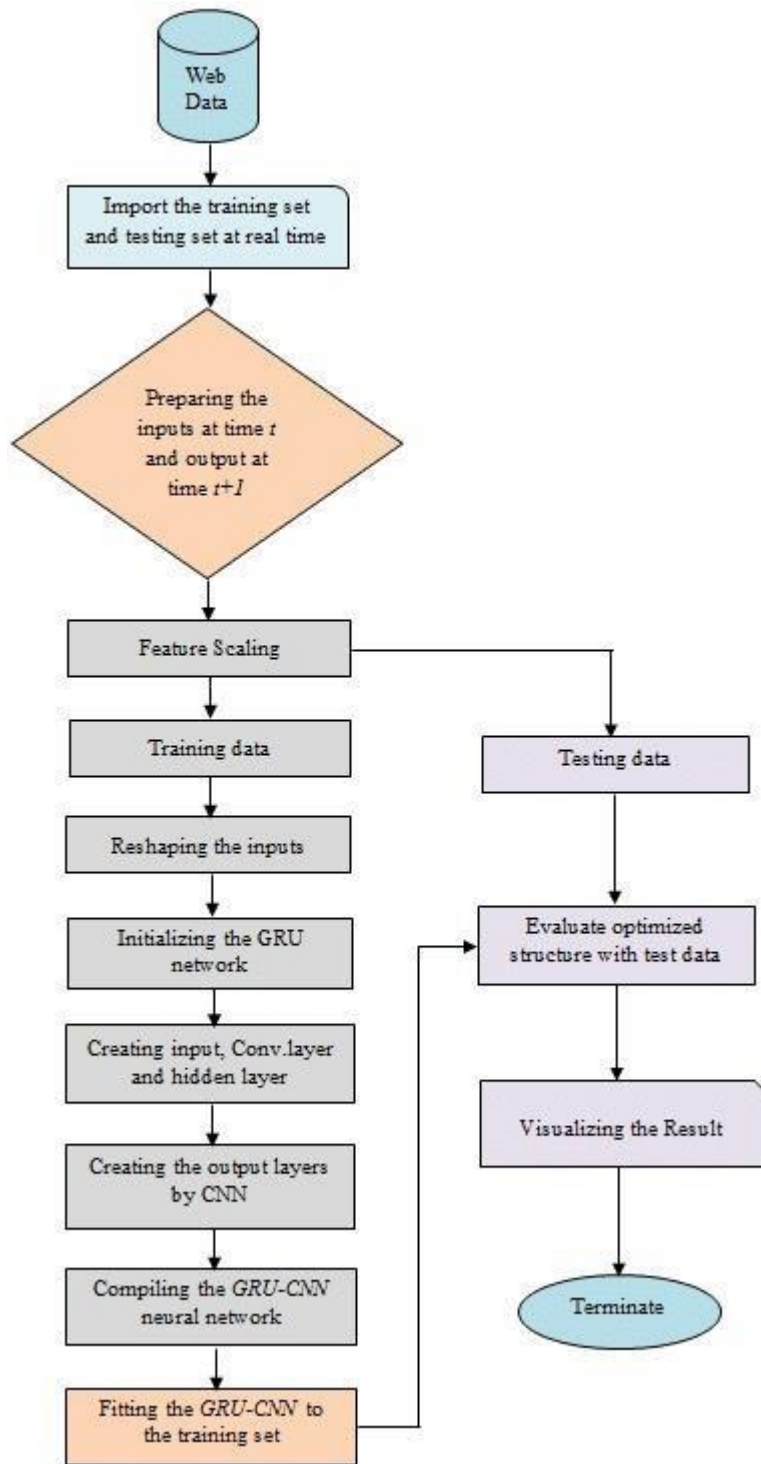 Web
Data
Import the training set
and testing set at real time
Preparing the
inputs at time t
and output at
time t+1
Feature Scaling
Training data
Reshaping the inputs
Initializing the GRU
network
Creating input, Conv.layer
and hidden layer
Creating the output layers
by CNN
Compiling the GRU-CNN
neural network
Fitting the GRU-CNN to
the training set
Testing data
Evaluate optimized
structure with test data
Visualizing the Result
Terminate